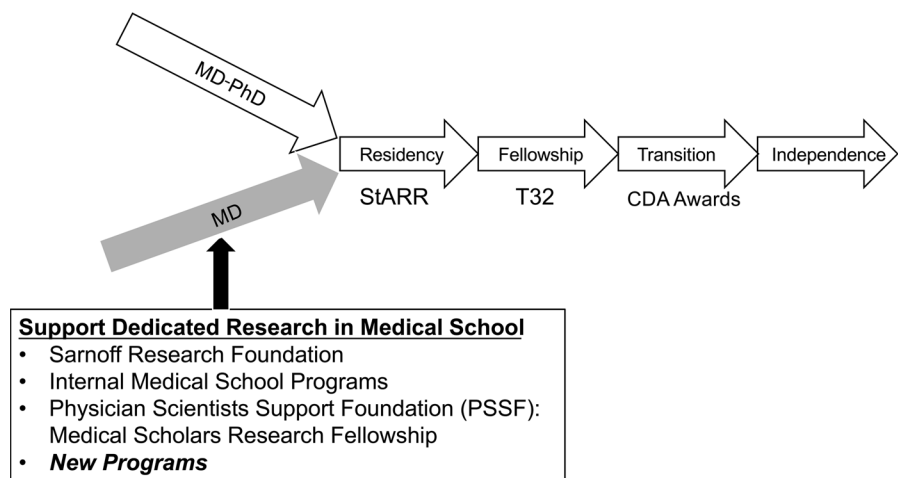 MD-PhD
Residency
Fellowship
Transition
Independence
StARR
T32
CDA Awards
MD
Support Dedicated Research in Medical School
• Sarnoff Research Foundation
• Internal Medical School Programs
• Physician Scientists Support Foundation (PSSF):
Medical Scholars Research Fellowship
• New Programs